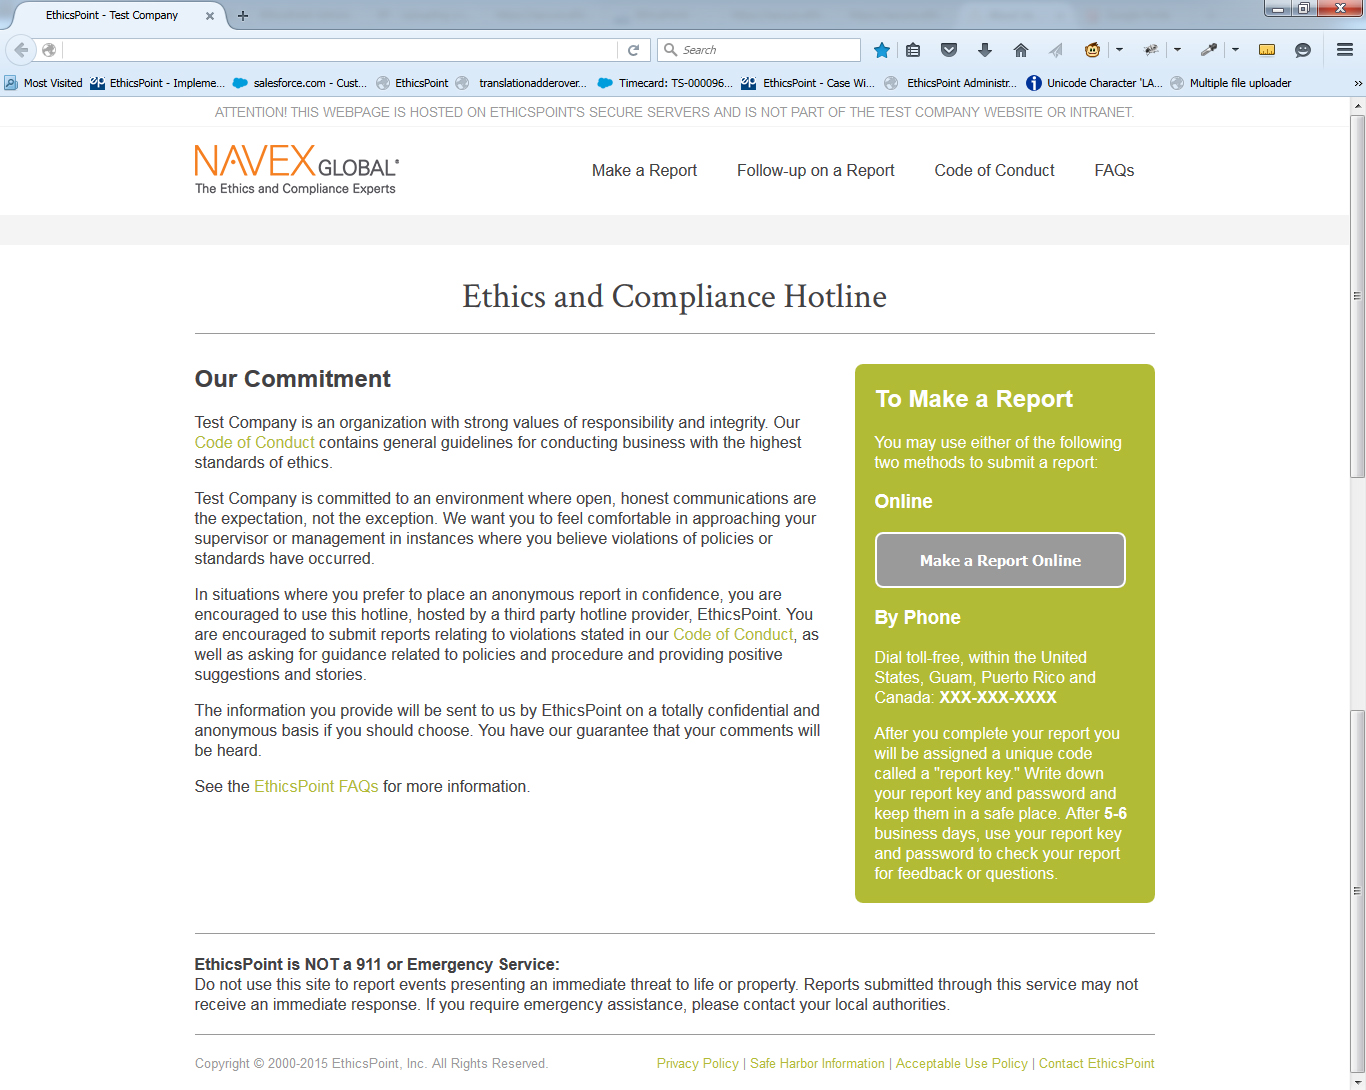 EthicsPoint - Test Company
Search
Most Visited
EthicsPoint - Impleme...
salesforce.com - Cust...
EthicsPoint
translationadderover...
Timecard: TS-000096...
EthicsPoint - Case Wi...
EthicsPoint Administr...
Unicode Character 'LA...
Multiple file uploader
ATTENTION! THIS WEBPAGE IS HOSTED ON ETHICSPOINT'S SECURE SERVERS AND IS NOT PART OF THE TEST COMPANY WEBSITE OR INTRANET.
NAVEX GLOBAL®
The Ethics and Compliance Experts
Make a Report
Follow-up on a Report
Code of Conduct
FAQs
Ethics and Compliance Hotline
Our Commitment
Test Company is an organization with strong values of responsibility and integrity. Our
Code of Conduct contains general guidelines for conducting business with the highest
standards of ethics.
Test Company is committed to an environment where open, honest communications are
the expectation, not the exception. We want you to feel comfortable in approaching your
supervisor or management in instances where you believe violations of policies or
standards have occurred.
In situations where you prefer to place an anonymous report in confidence, you are
encouraged to use this hotline, hosted by a third party hotline provider, EthicsPoint. You
are encouraged to submit reports relating to violations stated in our Code of Conduct, as
well as asking for guidance related to policies and procedure and providing positive
suggestions and stories.
The information you provide will be sent to us by EthicsPoint on a totally confidential and
anonymous basis if you should choose. You have our guarantee that your comments will
be heard.
See the EthicsPoint FAQs for more information.
To Make a Report
You may use either of the following
two methods to submit a report:
Online
Make a Report Online
By Phone
Dial toll-free, within the United
States, Guam, Puerto Rico and
Canada: XXX-XXX-XXXX
After you complete your report you
will be assigned a unique code
called a "report key." Write down
your report key and password and
keep them in a safe place. After 5-6
business days, use your report key
and password to check your report
for feedback or questions.
EthicsPoint is NOT a 911 or Emergency Service:
Do not use this site to report events presenting an immediate threat to life or property. Reports submitted through this service may not
receive an immediate response. If you require emergency assistance, please contact your local authorities.
Copyright © 2000-2015 EthicsPoint, Inc. All Rights Reserved.
Privacy Policy | Safe Harbor Information | Acceptable Use Policy | Contact EthicsPoint